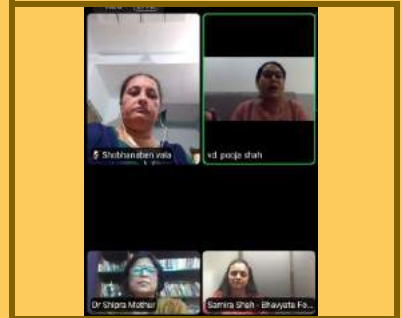 Shobhanaben vala
vd. pooja shah
Dr Shipra Mathur
Samira Shah - Bhavyata Fo...